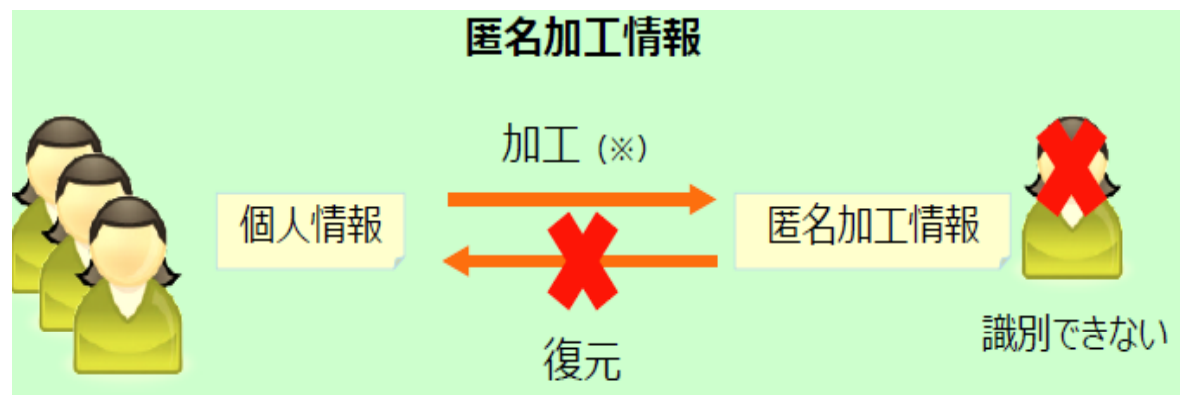 匿名加工情報
加工 (※)
個人情報
匿名加工情報
復元
識別できない